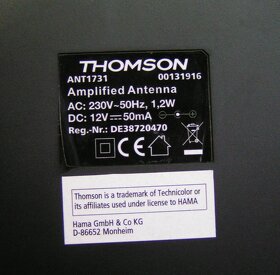 THOMSON
ANT1731 00131916
Amplified Antenna
AC: 230V~50Hz, 1,2W
DC: 12V⎓50mA
Reg.-Nr.: DE38720470
Thomson is a trademark of Technicolor or
its affiliates used under license to HAMA
Hama GmbH & Co KG
D-86652 Monheim